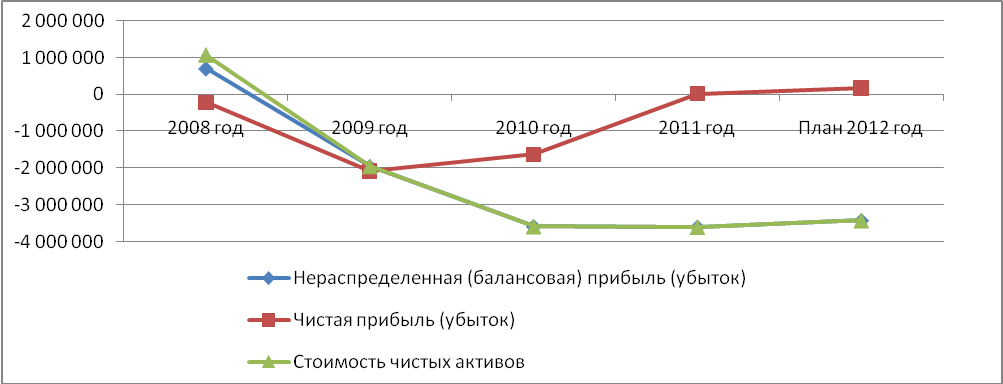 2 000 000
1 000 000
0
-1 000 000
-2 000 000
-3 000 000
-4 000 000
2008 год 2009 год 2010 год 2011 год План 2012 год
Нераспределенная (балансовая) прибыль (убыток)
Чистая прибыль (убыток)
Стоимость чистых активов